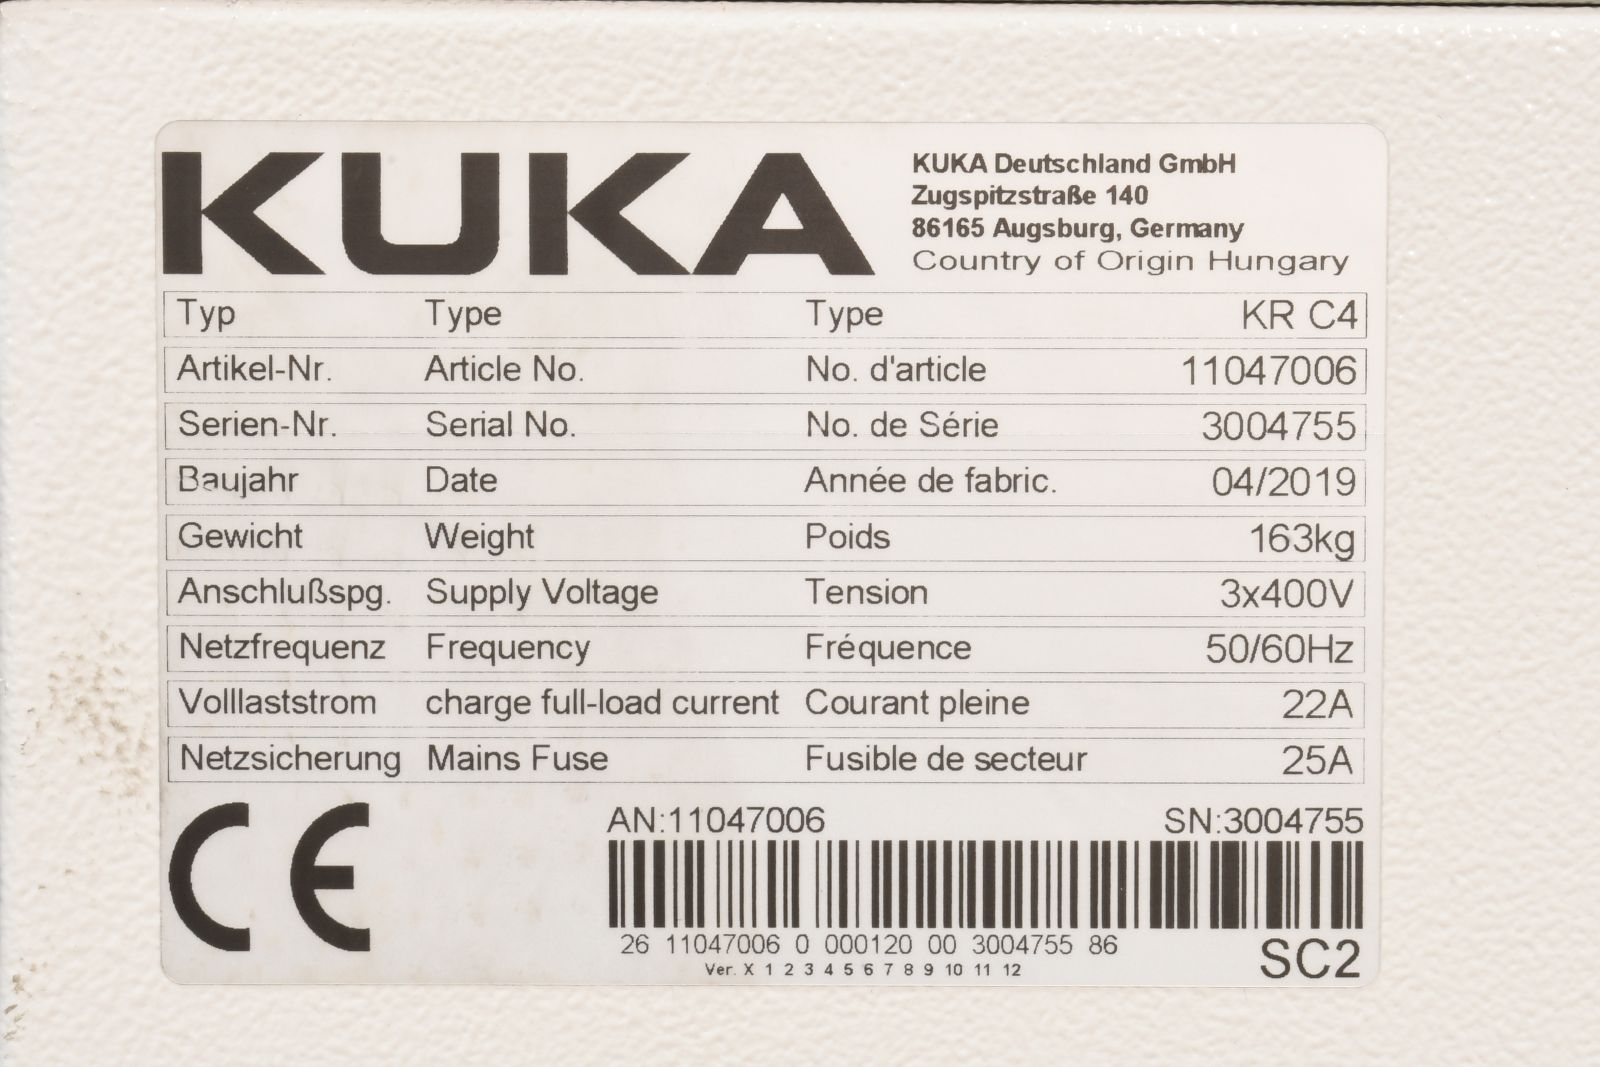 KUKA
KUKA Deutschland GmbH
Zugspitzstraße 140
86165 Augsburg, Germany
Country of Origin Hungary
Typ Type Type KR C4
Artikel-Nr. Article No. No. d'article 11047006
Serien-Nr. Serial No. No. de Série 3004755
Baujahr Date Année de fabric. 04/2019
Gewicht Weight Poids 163kg
Anschlußspg. Supply Voltage Tension 3x400V
Netzfrequenz Frequency Fréquence 50/60Hz
Volllaststrom charge full-load current Courant pleine 22A
Netzsicherung Mains Fuse Fusible de secteur 25A
CE
AN:11047006 SN:3004755
26 11047006 0 000120 00 3004755 86
Ver. X 1 2 3 4 5 6 7 8 9 10 11 12
SC2